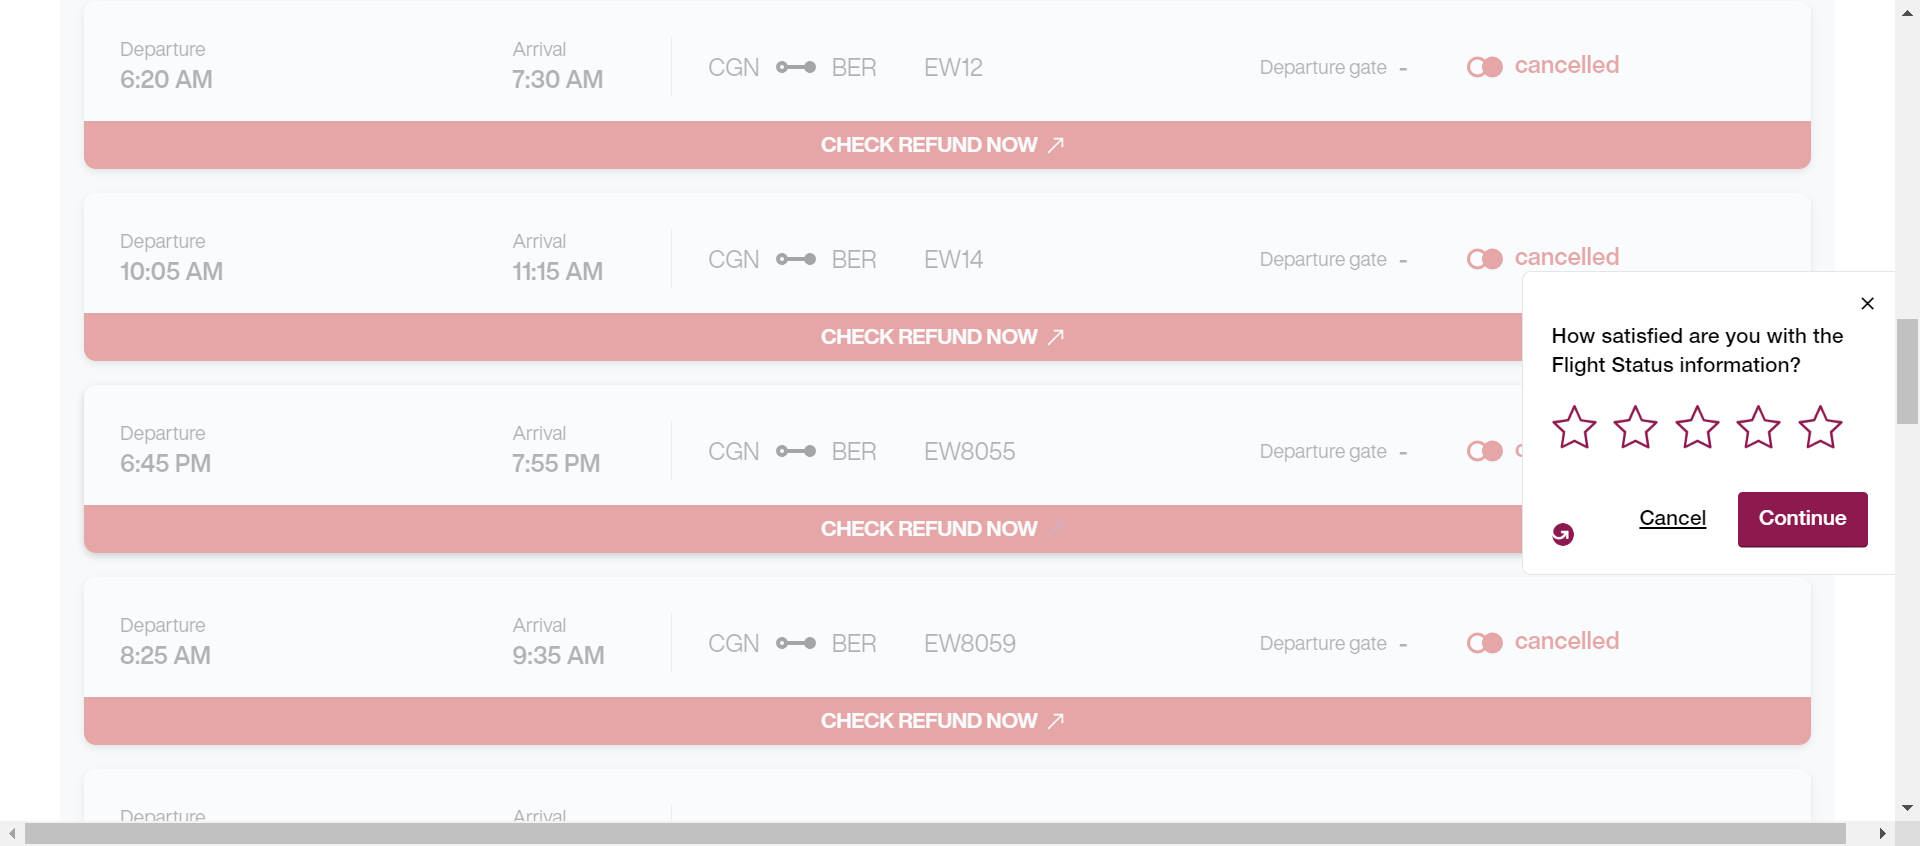 Departure
6:20 AM
Arrival
7:30 AM
CGN BER EW12
Departure gate -
cancelled
CHECK REFUND NOW
Departure
10:05 AM
Arrival
11:15 AM
CGN BER EW14
Departure gate -
cancelled
CHECK REFUND NOW
Departure
6:45 PM
Arrival
7:55 PM
CGN BER EW8055
Departure gate -
CHECK REFUND NOW
Departure
8:25 AM
Arrival
9:35 AM
CGN BER EW8059
Departure gate -
cancelled
CHECK REFUND NOW
Departure
Arrival
How satisfied are you with the
Flight Status information?
Cancel
Continue